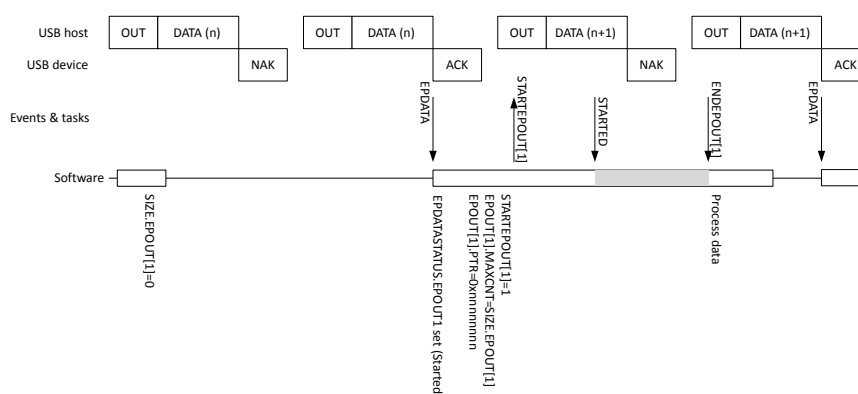 USB host
OUT
DATA (n)
OUT
DATA (n)
OUT
DATA (n+1)
OUT
DATA (n+1)
USB device
NAK
ACK
NAK
ACK
Events & tasks
EPDATA
STARTEPOUT[1]
STARTED
ENDEPOUT[1]
EPDATA
Software
SIZE.EPOUT[1]=0
EPDATASTATUS.EPOUT1 set (Started
STARTEPOUT[1]=1
EPOUT[1].MAXCNT=SIZE.EPOUT[1]
EPOUT[1].PTR=0xnnnnnnnn
Process data